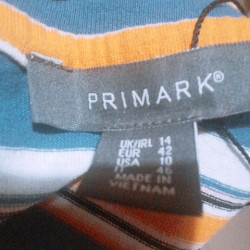 PRIMARK®
UK/IRL 14
EUR 42
USA 10
IT 46
MADE IN
VIETNAM